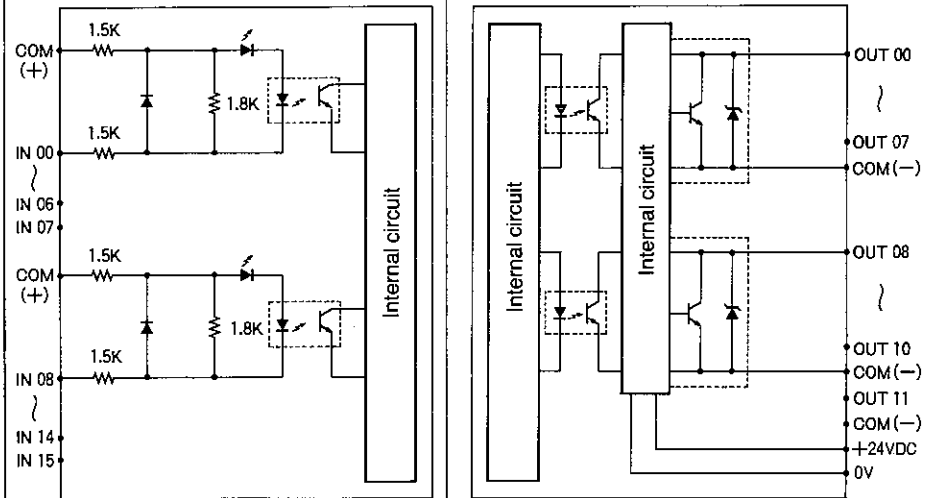 1.5K
COM
(+)
1.8K
1.5K
IN 00
IN 06
IN 07
1.5K
COM
(+)
1.8K
1.5K
IN 08
IN 14
IN 15
Internal circuit
Internal circuit
Internal circuit
OUT 00
OUT 07
COM(—)
OUT 08
OUT 10
COM(—)
OUT 11
COM(—)
+24V.DC
0V